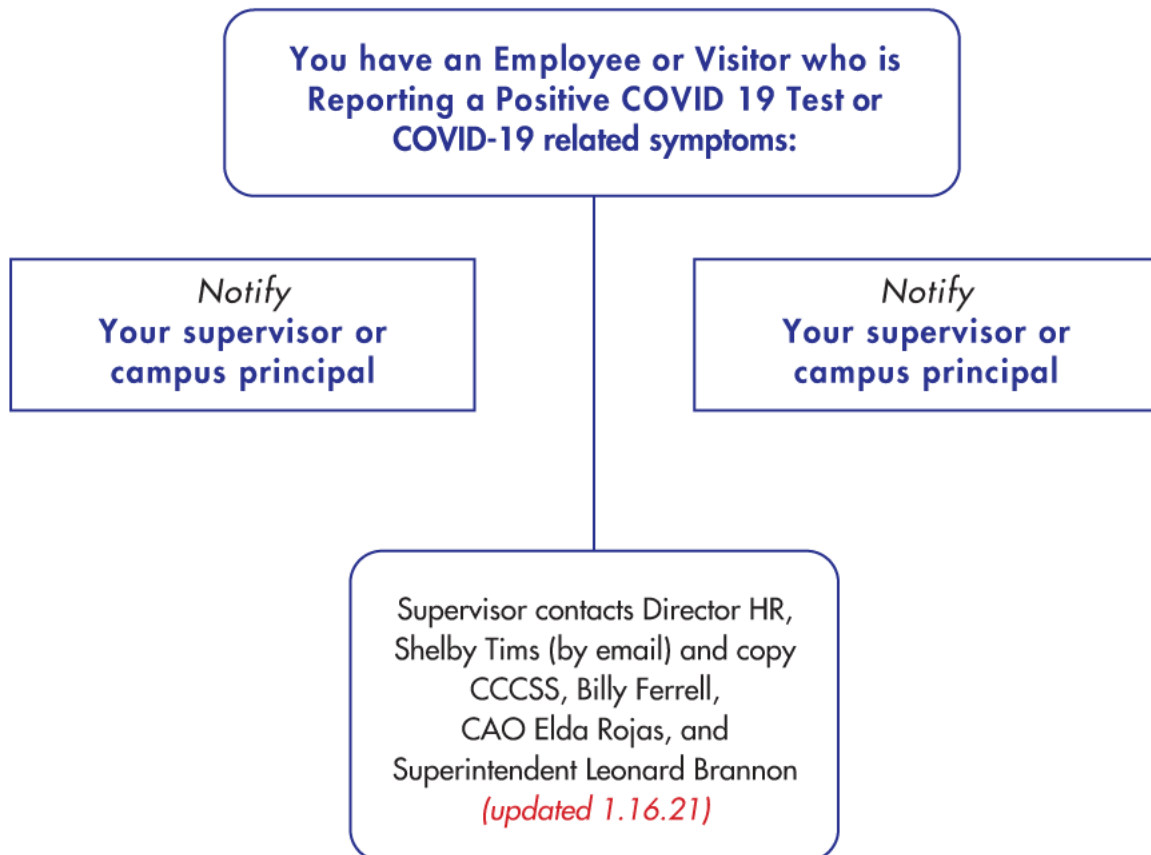 You have an Employee or Visitor who is
Reporting a Positive COVID 19 Test or
COVID-19 related symptoms:
Notify
Your supervisor or
campus principal
Notify
Your supervisor or
campus principal
Supervisor contacts Director HR,
Shelby Tims (by email) and copy
CCCSS, Billy Ferrell,
CAO Elda Rojas, and
Superintendent Leonard Brannon
(updated 1.16.21)